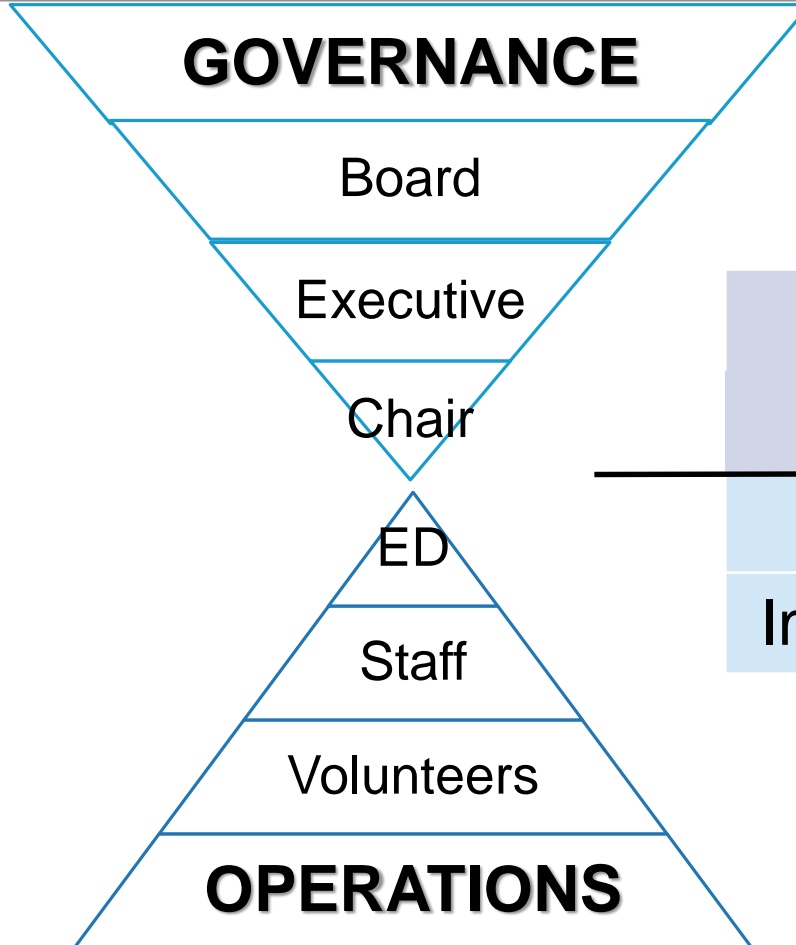 GOVERNANCE
Board
Executive
Chair
ED
Staff
Volunteers
OPERATIONS